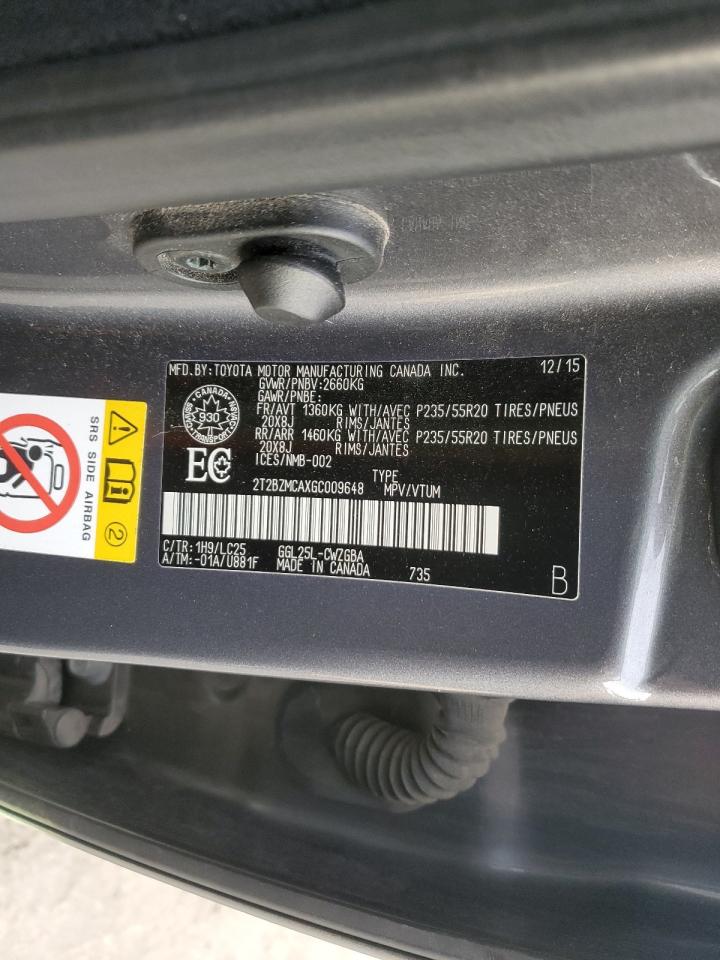 MFD.BY:TOYOTA MOTOR MANUFACTURING CANADA INC. 12/15
GVWR/PNBV:2660KG
GAWR/PNBE:
FR/AVT 1360KG WITH/AVEC P235/55R20 TIRES/PNEUS
20X8J RIMS/JANTES
RR/ARR 1460KG WITH/AVEC P235/55R20 TIRES/PNEUS
20X8J RIMS/JANTES
ICES/NMB-002
TYPE
2T2BZMCAXGC009648 MPV/VTUM
CANADA
930
TRANSPORT
EC
C/TR:1H9/LC25 GGL25L-CWZGBA
A/TM:-01A/U881F MADE IN CANADA 735
B
SRS SIDE AIRBAG
2